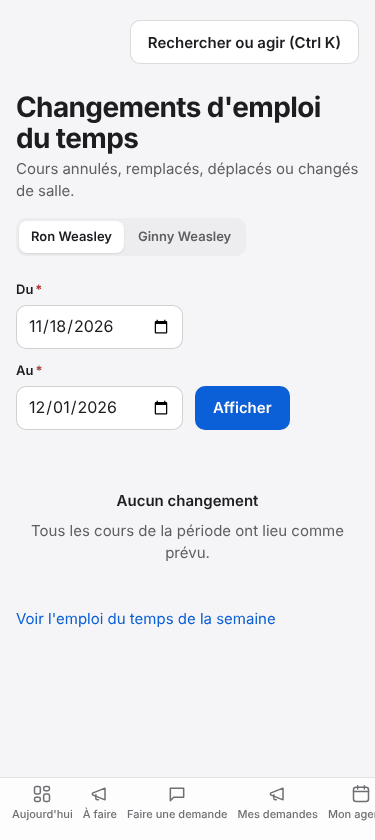 Rechercher ou agir (Ctrl K)
Changements d'emploi
du temps
Cours annulés, remplacés, déplacés ou changés
de salle.
Ron Weasley Ginny Weasley
Du *
11/18/2026
Au *
12/01/2026 Afficher
Aucun changement
Tous les cours de la période ont lieu comme
prévu.
Voir l'emploi du temps de la semaine
Aujourd'hui À faire Faire une demande Mes demandes Mon age